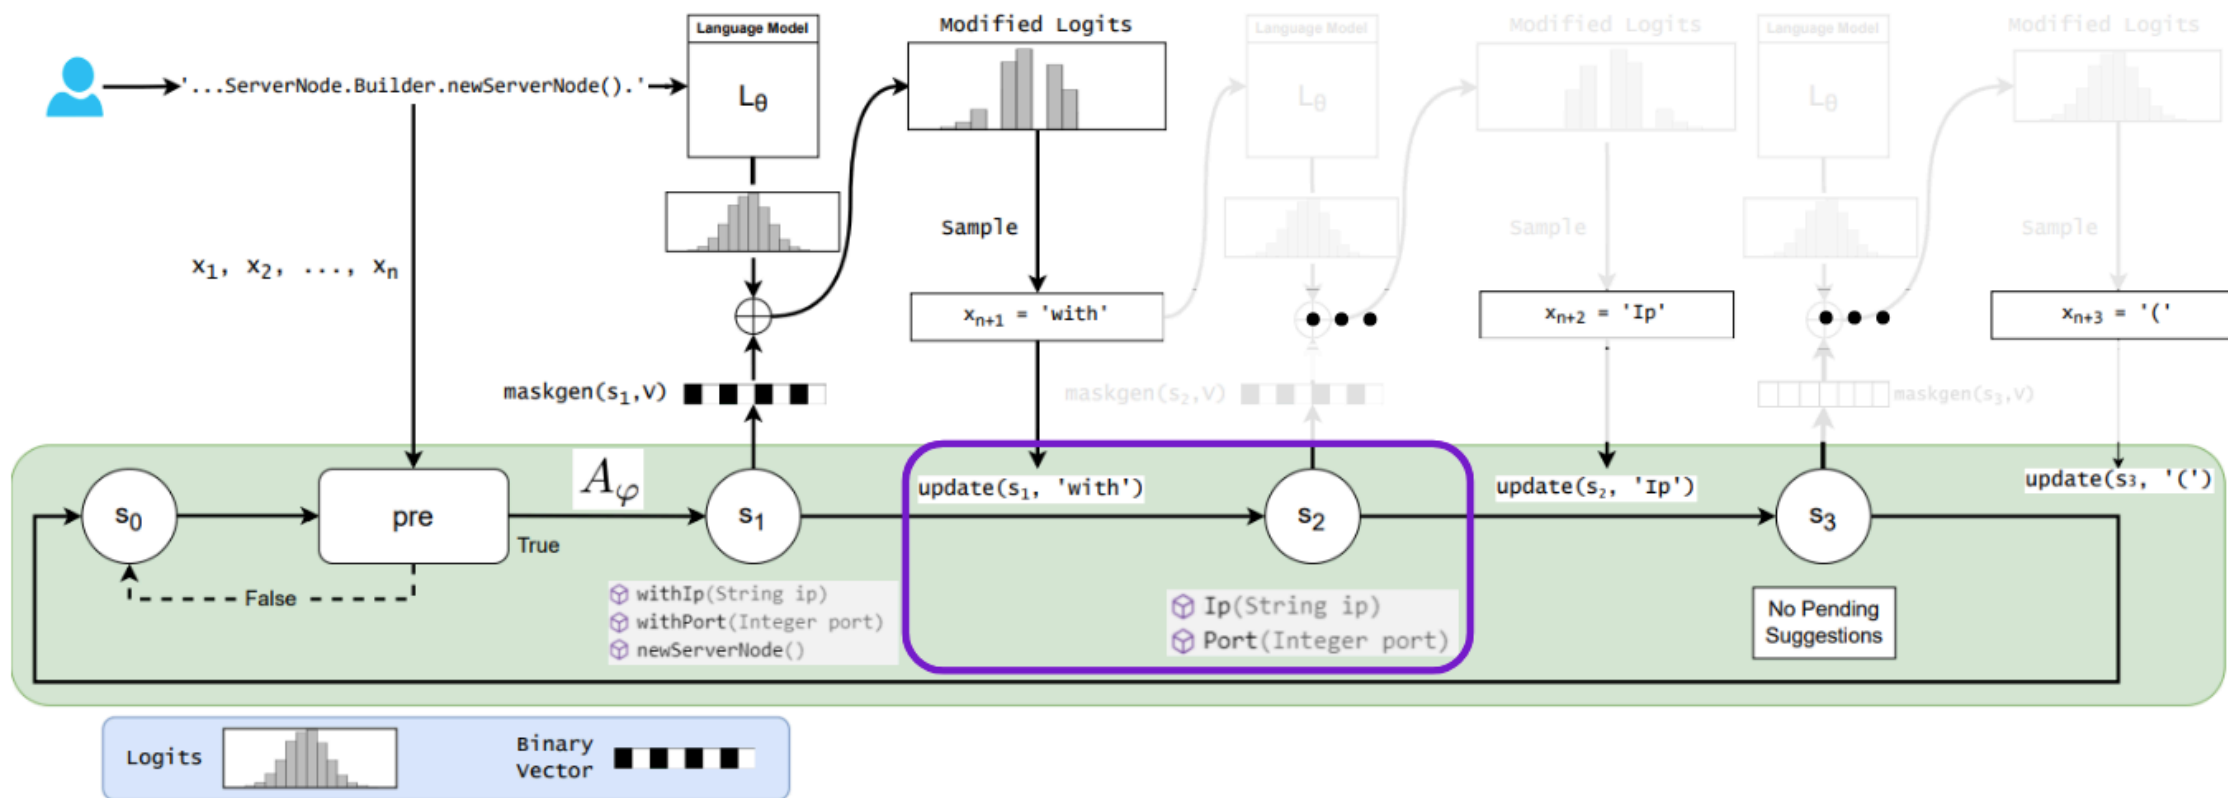 Language Model
Modified Logits
Language Model
Modified Logits
Language Model
Modified Logits
'...ServerNode.Builder.newServerNode().'
Lθ
Lθ
Lθ
Sample
Sample
Sample
x1, x2, ..., xn
xn+1 = 'with'
xn+2 = 'Ip'
xn+3 = '('
maskgen(s1,V)
maskgen(s2,V)
maskgen(s3,V)
Aφ
update(s1, 'with')
update(s2, 'Ip')
update(s3, '(')
s0
pre
s1
s2
s3
True
False
withIp(String ip)
withPort(Integer port)
newServerNode()
Ip(String ip)
Port(Integer port)
No Pending
Suggestions
Logits
Binary
Vector